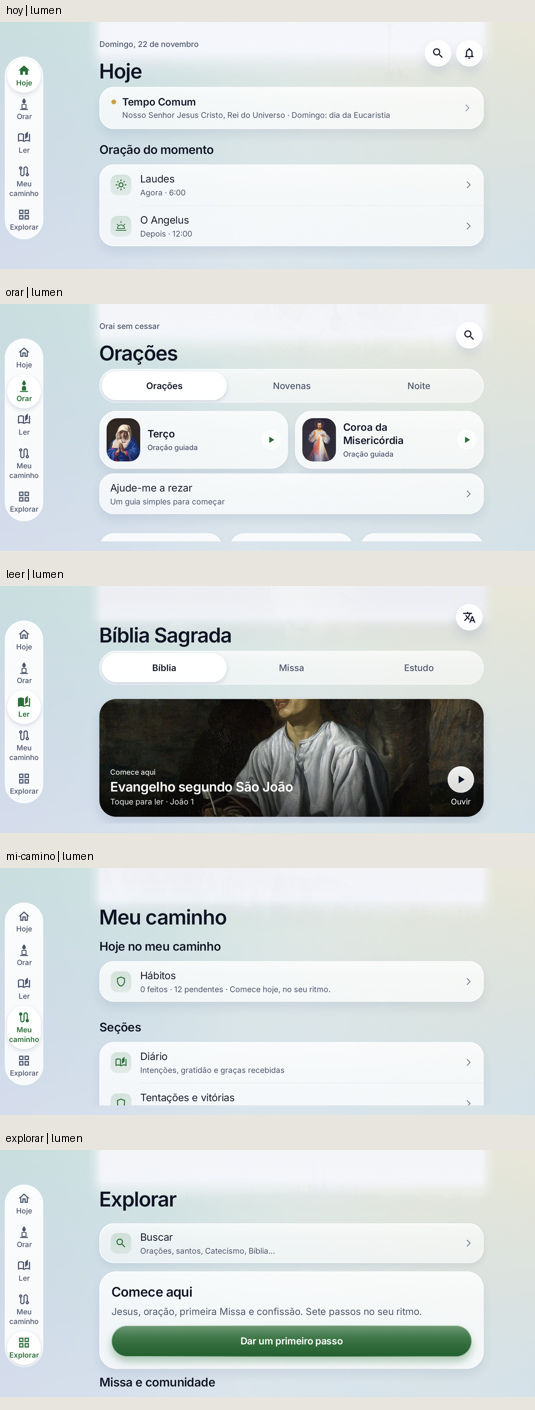 hoy | lumen
Domingo, 22 de novembro
Hoje
Tempo Comum
Nosso Senhor Jesus Cristo, Rei do Universo · Domingo: dia da Eucaristia
Oração do momento
Laudes
Agora · 6:00
O Angelus
Depois · 12:00
Hoje
Orar
Ler
Meu
caminho
Explorar
orar | lumen
Orai sem cessar
Orações
Orações
Novenas
Noite
Terço
Oração guiada
Coroa da
Misericórdia
Oração guiada
Ajude-me a rezar
Um guia simples para começar
Hoje
Orar
Ler
Meu
caminho
Explorar
leer | lumen
Bíblia Sagrada
Bíblia
Missa
Estudo
Comece aqui
Evangelho segundo São João
Toque para ler · João 1
Ouvir
Hoje
Orar
Ler
Meu
caminho
Explorar
mi-camino | lumen
Meu caminho
Hoje no meu caminho
Hábitos
0 feitos · 12 pendentes · Comece hoje, no seu ritmo.
Seções
Diário
Intenções, gratidão e graças recebidas
Tentações e vitórias
Hoje
Orar
Ler
Meu
caminho
Explorar
explorar | lumen
Explorar
Buscar
Orações, santos, Catecismo, Bíblia...
Comece aqui
Jesus, oração, primeira Missa e confissão. Sete passos no seu ritmo.
Dar um primeiro passo
Missa e comunidade
Hoje
Orar
Ler
Meu
caminho
Explorar